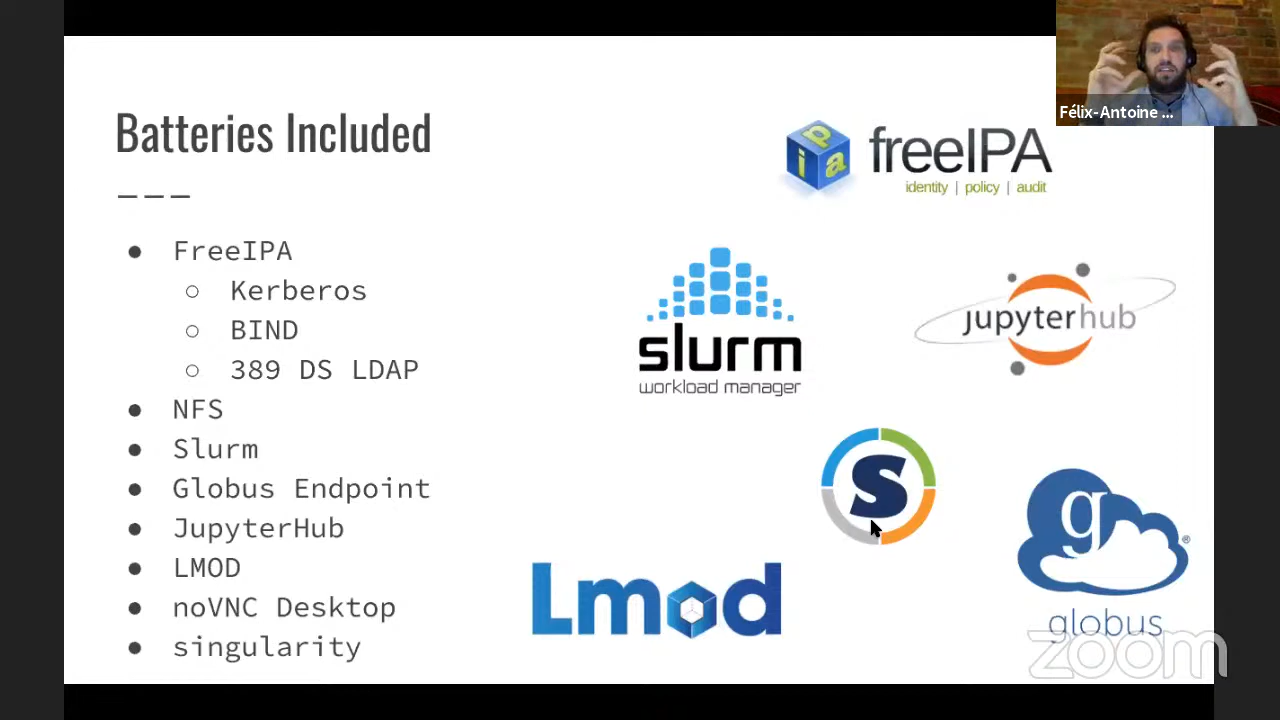 Félix-Antoine ...
Batteries Included
freeIPA
identity | policy | audit
FreeIPA
Kerberos
BIND
389 DS LDAP
NFS
Slurm
Globus Endpoint
JupyterHub
LMOD
noVNC Desktop
singularity
i p a
slurm
workload manager
jupyterhub
S
Lmod
g
globus
zoom